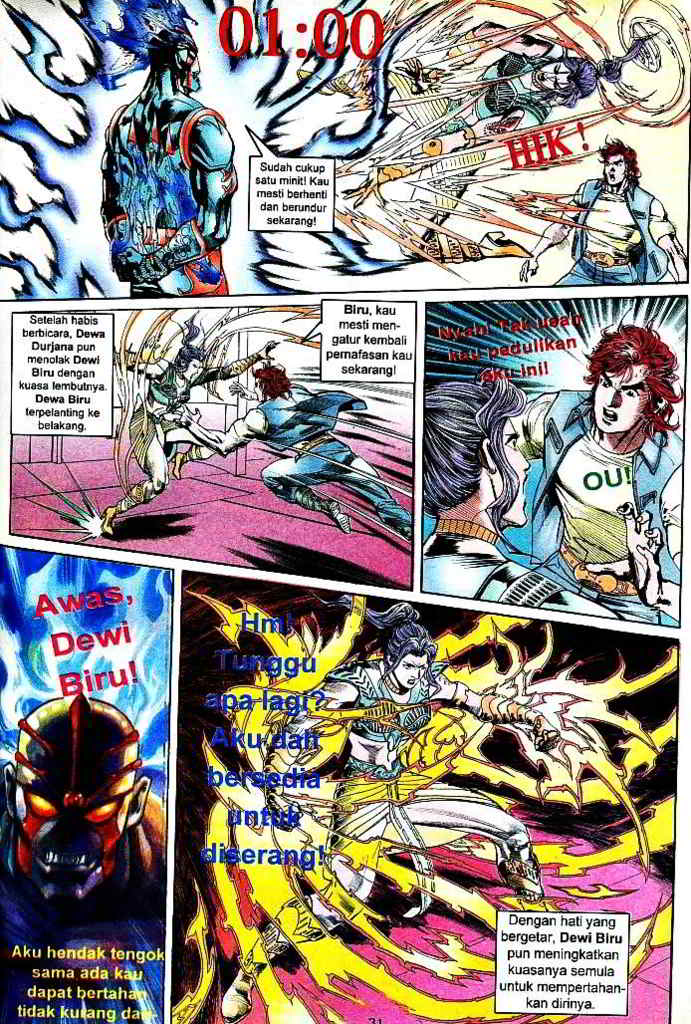 01:00
Sudah cukup
satu minit! Kau
mesti berhenti
dan berundur
sekarang!
HIK!
Setelah habis
berbicara, Dewa
Durjana pun
menolak Dewi
Biru dengan
kuasa lembutnya.
Dewa Biru
terpelanting ke
belakang.
Biru, kau
mesti men-
gatur kembali
pernafasan kau
sekarang!
Nyah! Tak usah
kau pedulikan
aku ini!
OU!
Awas,
Dewi
Biru!
Aku hendak tengok
sama ada kau
dapat bertahan
tidak kurang dari
Hm!
Tunggu
apa lagi?
Aku dah
bersedia
untuk
diserang!
Dengan hati yang
bergetar, Dewi Biru
pun meningkatkan
kuasanya semula
untuk mempertahan-
kan dirinya.
31